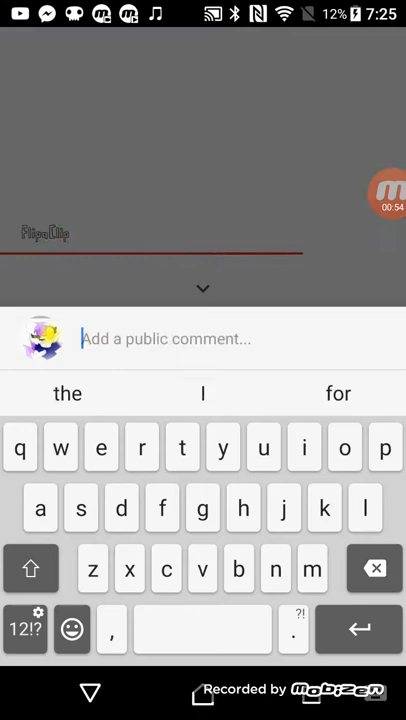 12% 7:25
00:54
FlipaClip
Add a public comment...
the I for
q w e r t y u i o p
a s d f g h j k l
z x c v b n m
?!
12!? , .
Recorded by MOBIZEN